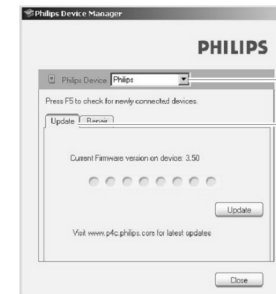 Philips Device Manager
PHILIPS
Philips Device Philips
Press F5 to check for newly connected devices.
Update Repair
Current Firmware version on device: 3.50
Update
Visit www.p4c.philips.com for latest updates
Close